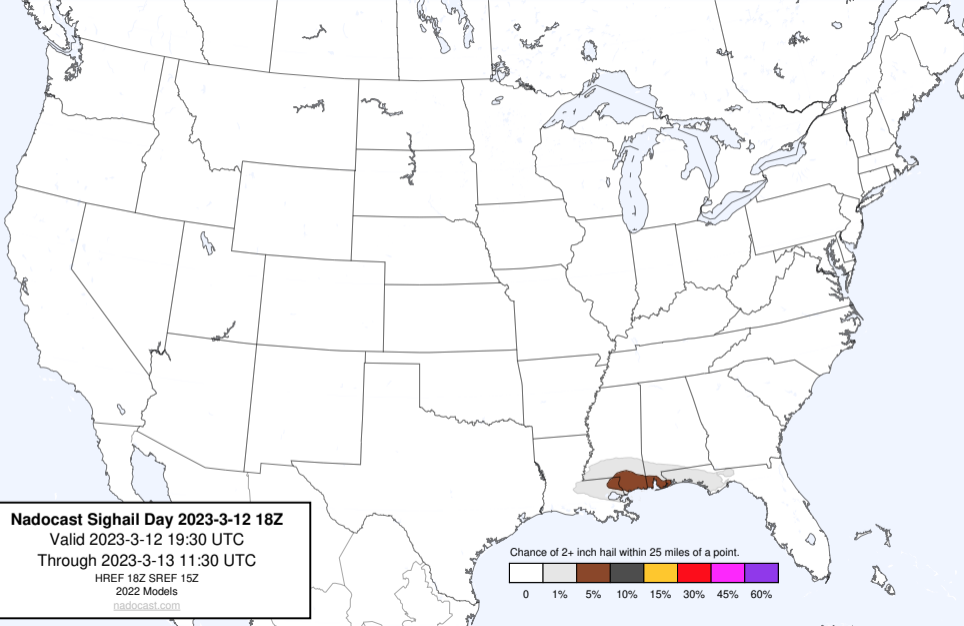 Nadocast Sighail Day 2023-3-12 18Z
Valid 2023-3-12 19:30 UTC
Through 2023-3-13 11:30 UTC
HREF 18Z SREF 15Z
2022 Models
nadocast.com
Chance of 2+ inch hail within 25 miles of a point.
0 1% 5% 10% 15% 30% 45% 60%